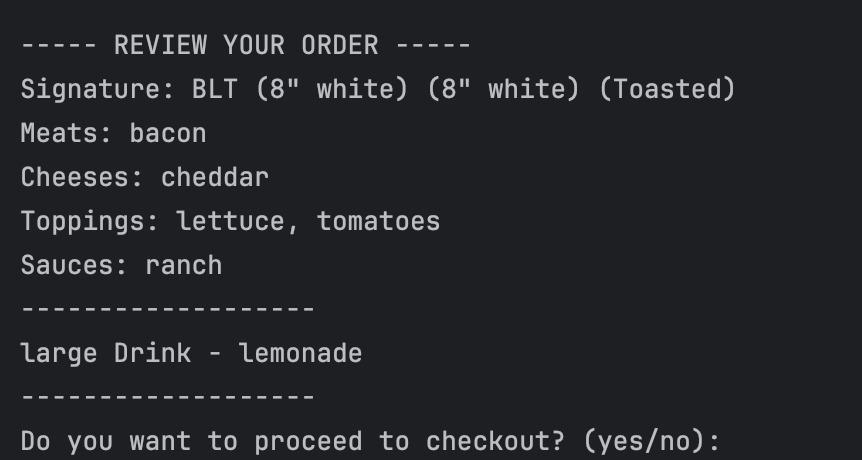 ----- REVIEW YOUR ORDER -----
Signature: BLT (8" white) (8" white) (Toasted)
Meats: bacon
Cheeses: cheddar
Toppings: lettuce, tomatoes
Sauces: ranch
-------------------
large Drink - lemonade
-------------------
Do you want to proceed to checkout? (yes/no):